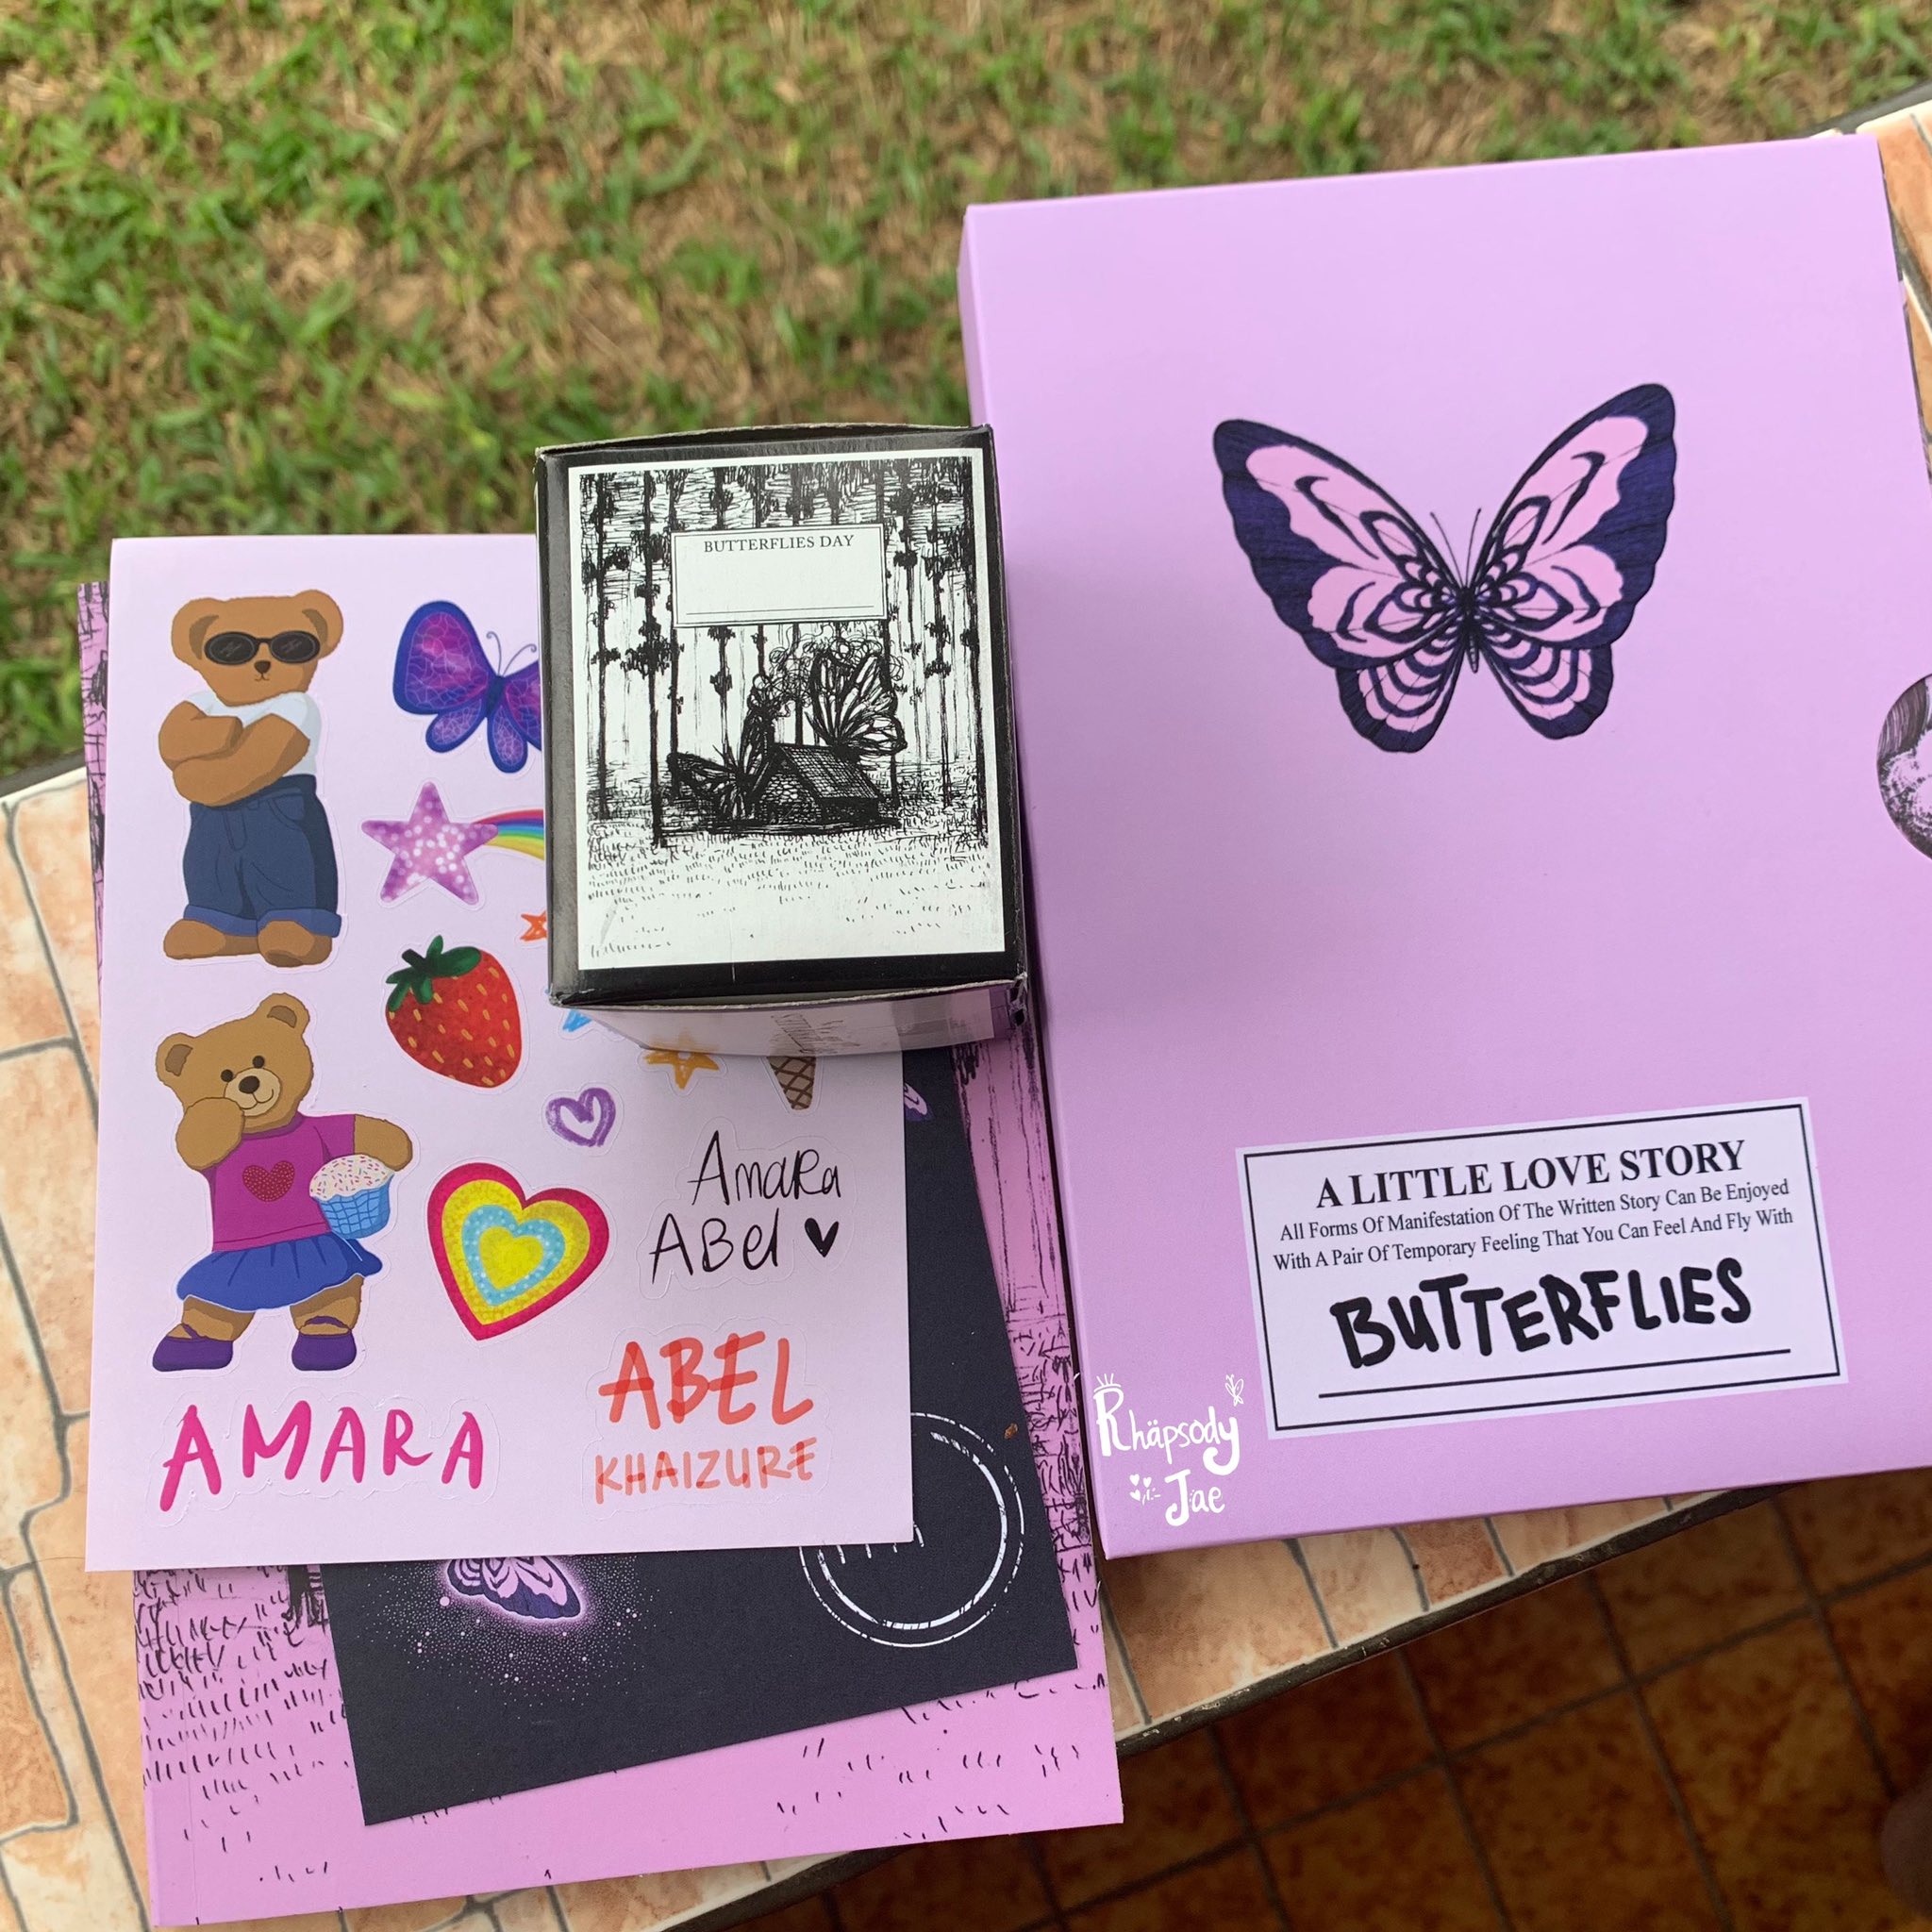 BUTTERFLIES DAY
Amara
Abel
AMARA
ABEL
KHAIZURE
A LITTLE LOVE STORY
All Forms Of Manifestation Of The Written Story Can Be Enjoyed
With A Pair Of Temporary Feeling That You Can Feel And Fly With
BUTTERFLIES
Rhäpsody
Jae